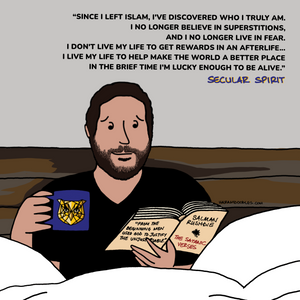 “SINCE I LEFT ISLAM, I’VE DISCOVERED WHO I TRULY AM.
I NO LONGER BELIEVE IN SUPERSTITIONS,
AND I NO LONGER LIVE IN FEAR.
I DON’T LIVE MY LIFE TO GET REWARDS IN AN AFTERLIFE...
I LIVE MY LIFE TO HELP MAKE THE WORLD A BETTER PLACE
IN THE BRIEF TIME I’M LUCKY ENOUGH TO BE ALIVE.”
SECULAR SPIRIT
“FROM THE
BEGINNING MEN
USED GOD TO JUSTIFY
THE UNJUSTIFIABLE”
SALMAN
RUSHDIE
THE SATANIC
VERSES